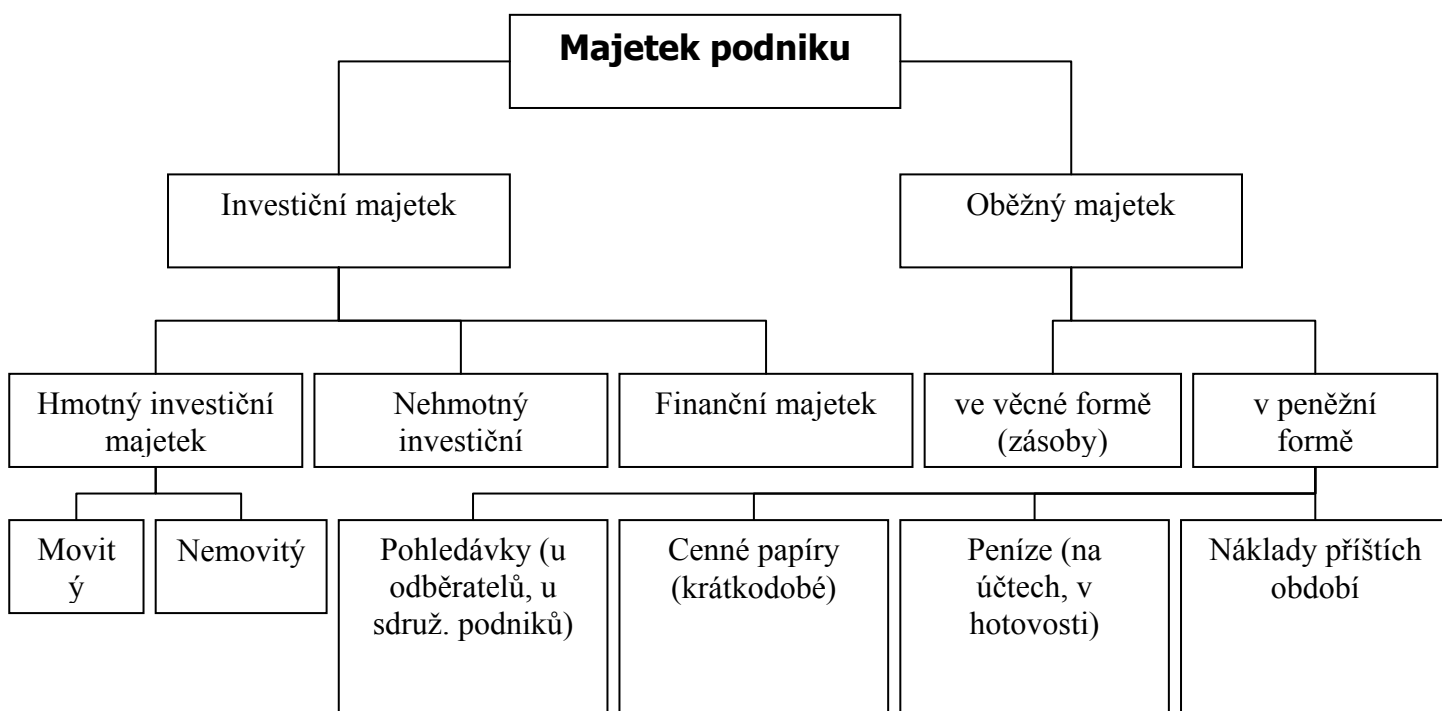 Majetek podniku
Investiční majetek
Oběžný majetek
Hmotný investiční
majetek
Nehmotný
investiční
Finanční majetek
ve věcné formě
(zásoby)
v peněžní
formě
Movit
ý
Nemovitý
Pohledávky (u
odběratelů, u
sdruž. podniků)
Cenné papíry
(krátkodobé)
Peníze (na
účtech, v
hotovosti)
Náklady příštích
období